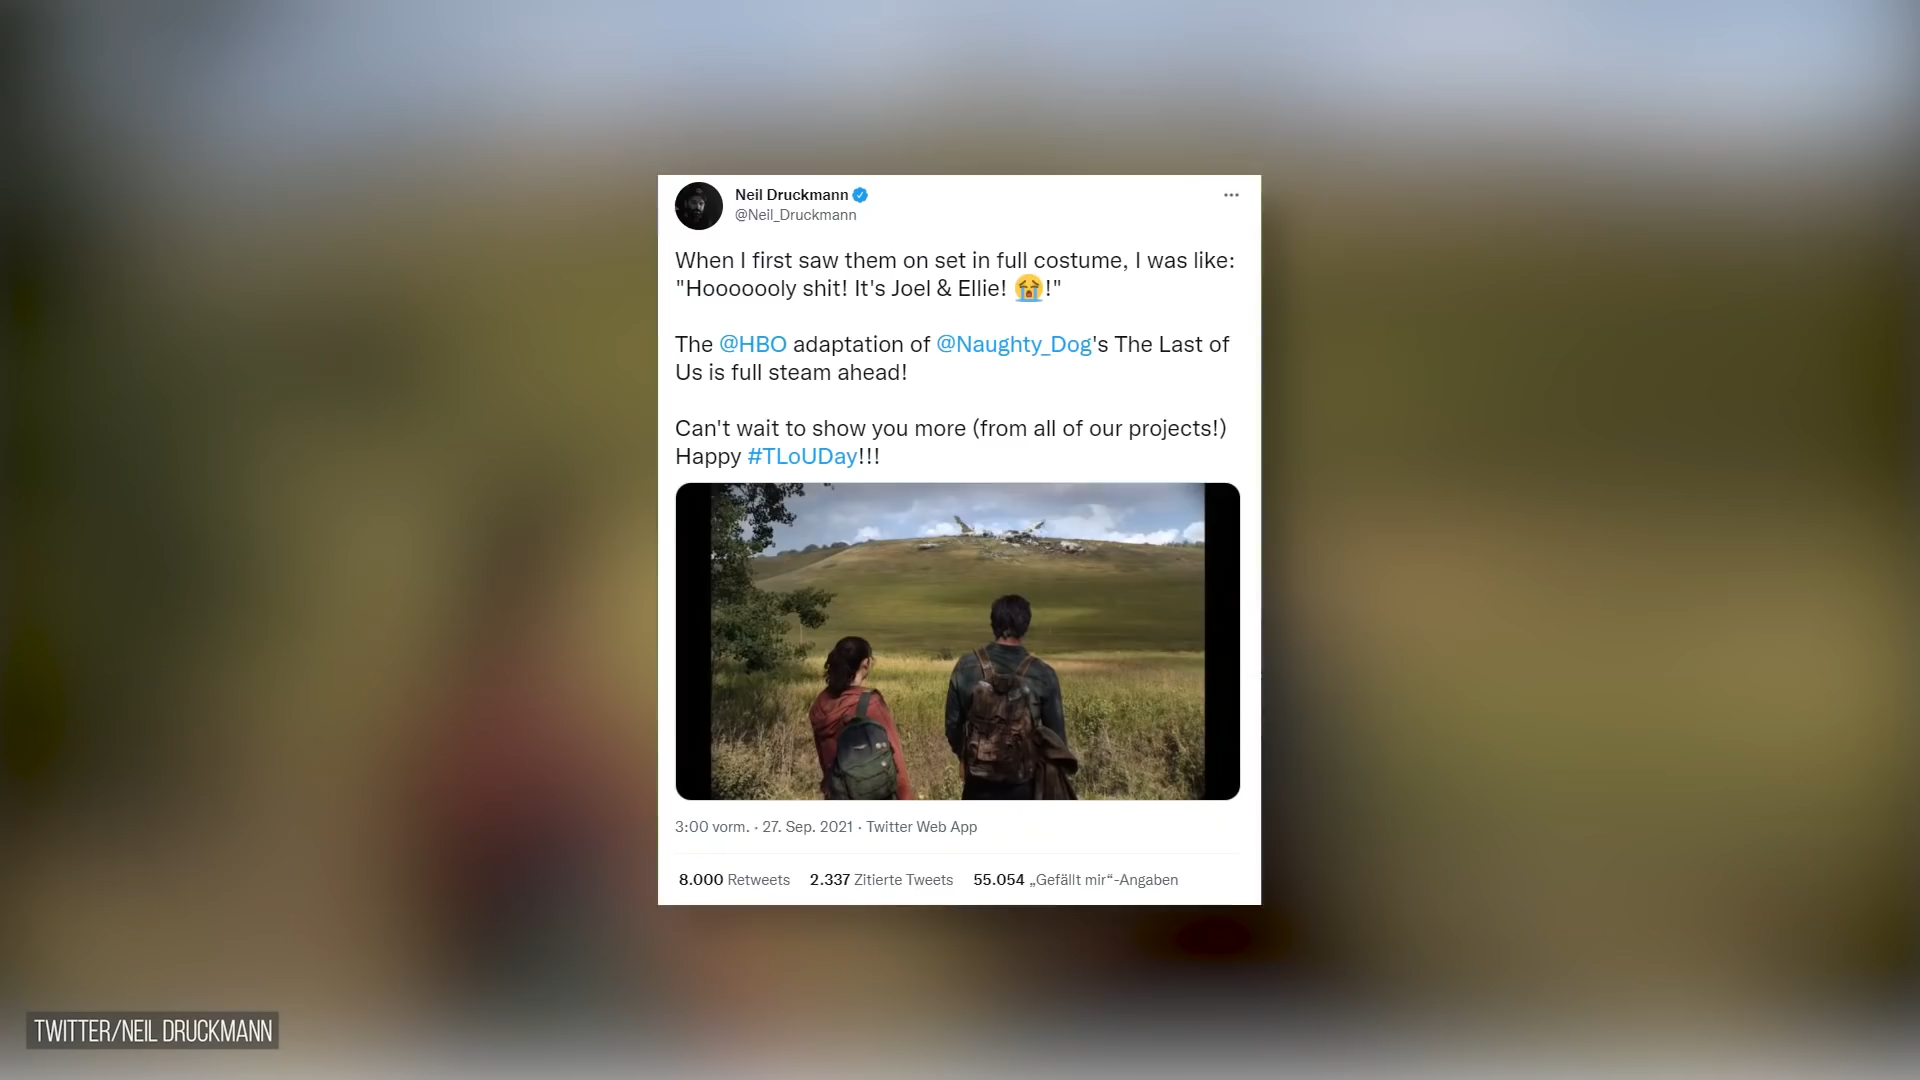 Neil Druckmann
@Neil_Druckmann
When I first saw them on set in full costume, I was like:
"Hooooooly shit! It's Joel & Ellie! 😭!"
The @HBO adaptation of @Naughty_Dog's The Last of
Us is full steam ahead!
Can't wait to show you more (from all of our projects!)
Happy #TLoUDay!!!
3:00 vorm. · 27. Sep. 2021 · Twitter Web App
8.000 Retweets 2.337 Zitierte Tweets 55.054 „Gefällt mir“-Angaben
TWITTER/NEIL DRUCKMANN